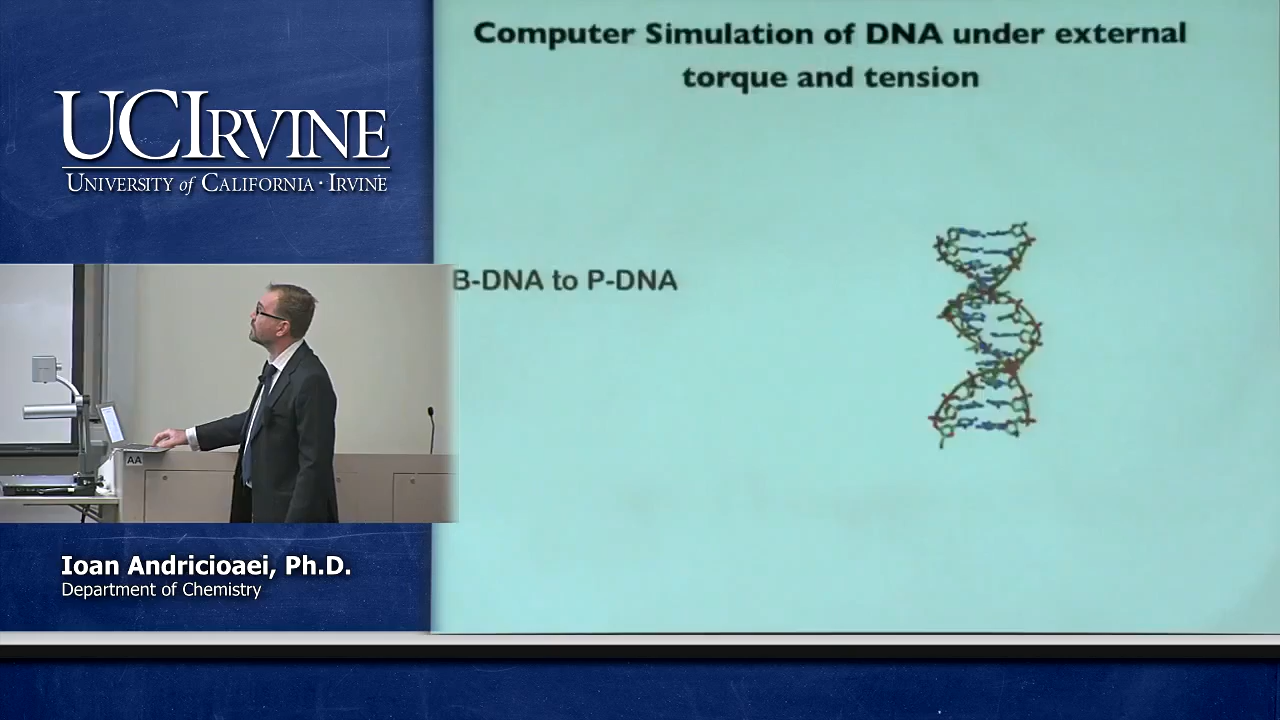 UCIRVINE
UNIVERSITY of CALIFORNIA · IRVINE
Computer Simulation of DNA under external
torque and tension
B-DNA to P-DNA
AA
Ioan Andricioaei, Ph.D.
Department of Chemistry